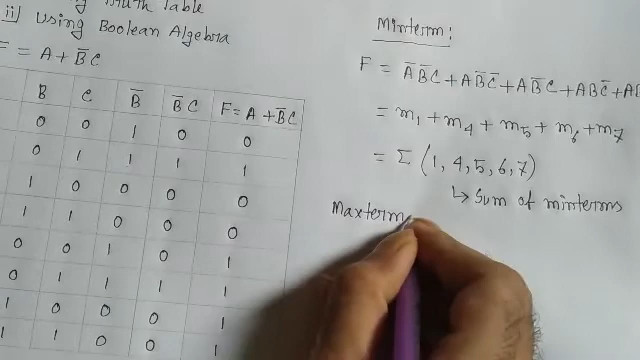 Truth Table
ii) Using Boolean Algebra
F = A + B̅C
B C B̅ B̅C F = A + B̅C
0 0 1 0 0
0 1 1 1 1
1 0 0 0 0
1 1 0 0 0
0 0 1 0 1
0 1 1 1 1
1 0 0 0 1
1 1 0 0 1
Minterm:
F = A̅B̅C + AB̅C̅ + AB̅C + ABC̅ + AB
= m₁ + m₄ + m₅ + m₆ + m₇
= Σ (1, 4, 5, 6, 7)
↳ Sum of minterms
Maxterm